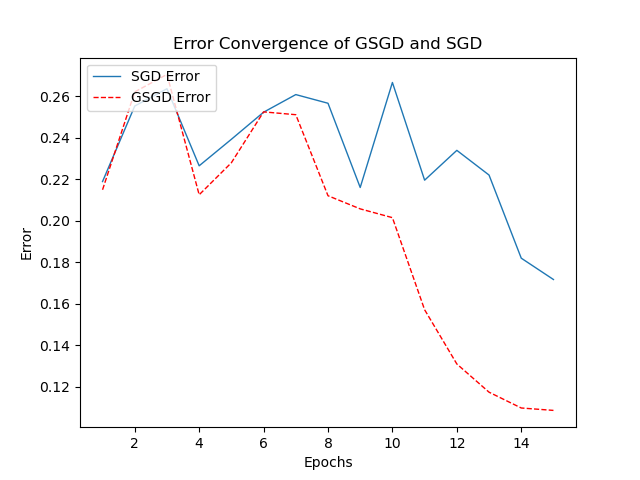 Error Convergence of GSGD and SGD
SGD Error
GSGD Error
0.26
0.24
0.22
0.20
0.18
0.16
0.14
0.12
Error
2 4 6 8 10 12 14
Epochs